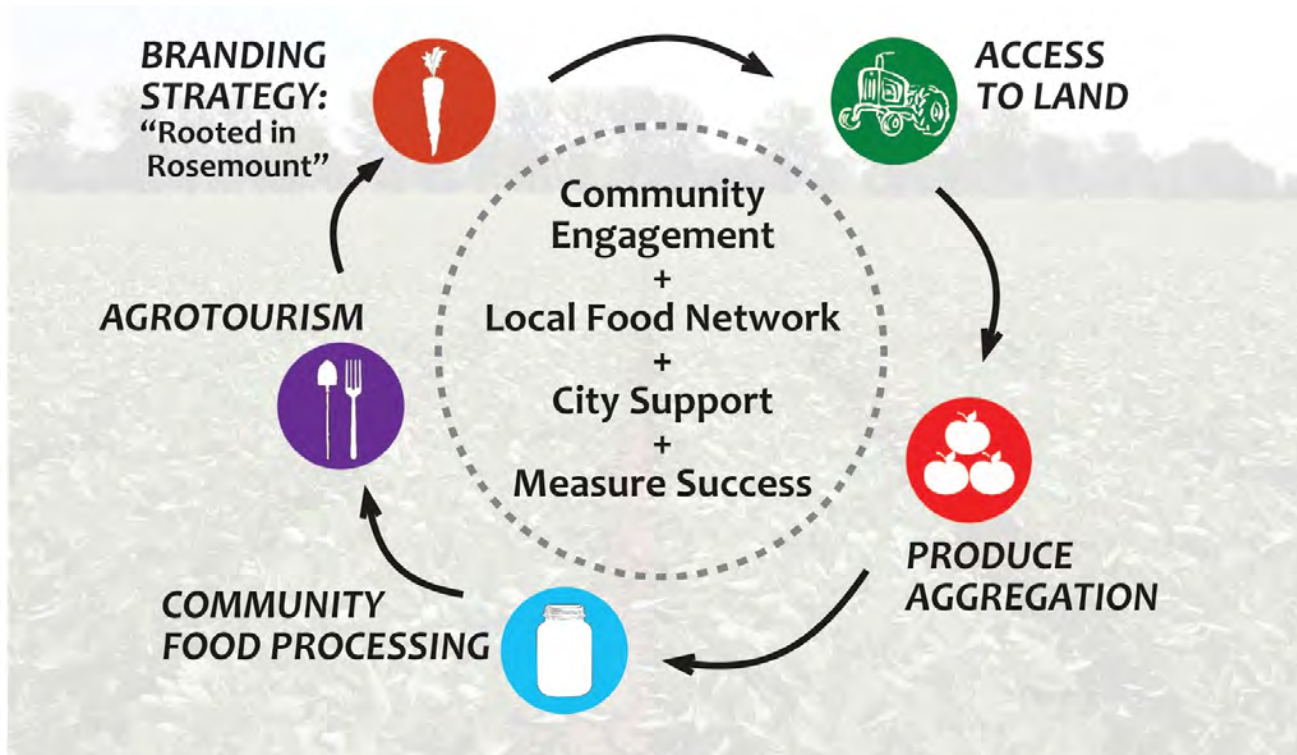 BRANDING
STRATEGY:
“Rooted in
Rosemount”
ACCESS
TO LAND
Community
Engagement
+
Local Food Network
+
City Support
+
Measure Success
AGROTOURISM
PRODUCE
AGGREGATION
COMMUNITY
FOOD PROCESSING